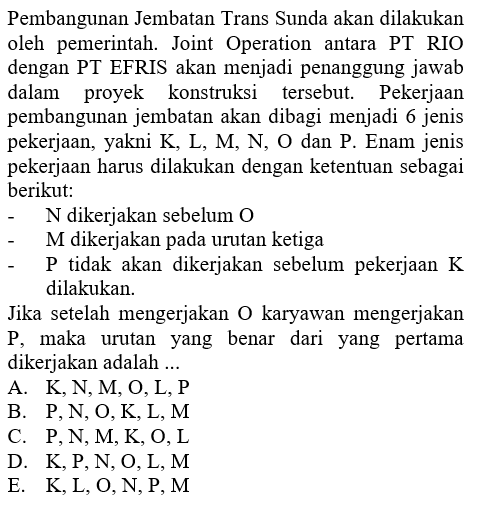 Pembangunan Jembatan Trans Sunda akan dilakukan
oleh pemerintah. Joint Operation antara PT RIO
dengan PT EFRIS akan menjadi penanggung jawab
dalam proyek konstruksi tersebut. Pekerjaan
pembangunan jembatan akan dibagi menjadi 6 jenis
pekerjaan, yakni K, L, M, N, O dan P. Enam jenis
pekerjaan harus dilakukan dengan ketentuan sebagai
berikut:
- N dikerjakan sebelum O
- M dikerjakan pada urutan ketiga
- P tidak akan dikerjakan sebelum pekerjaan K
dilakukan.
Jika setelah mengerjakan O karyawan mengerjakan
P, maka urutan yang benar dari yang pertama
dikerjakan adalah ...
A. K, N, M, O, L, P
B. P, N, O, K, L, M
C. P, N, M, K, O, L
D. K, P, N, O, L, M
E. K, L, O, N, P, M